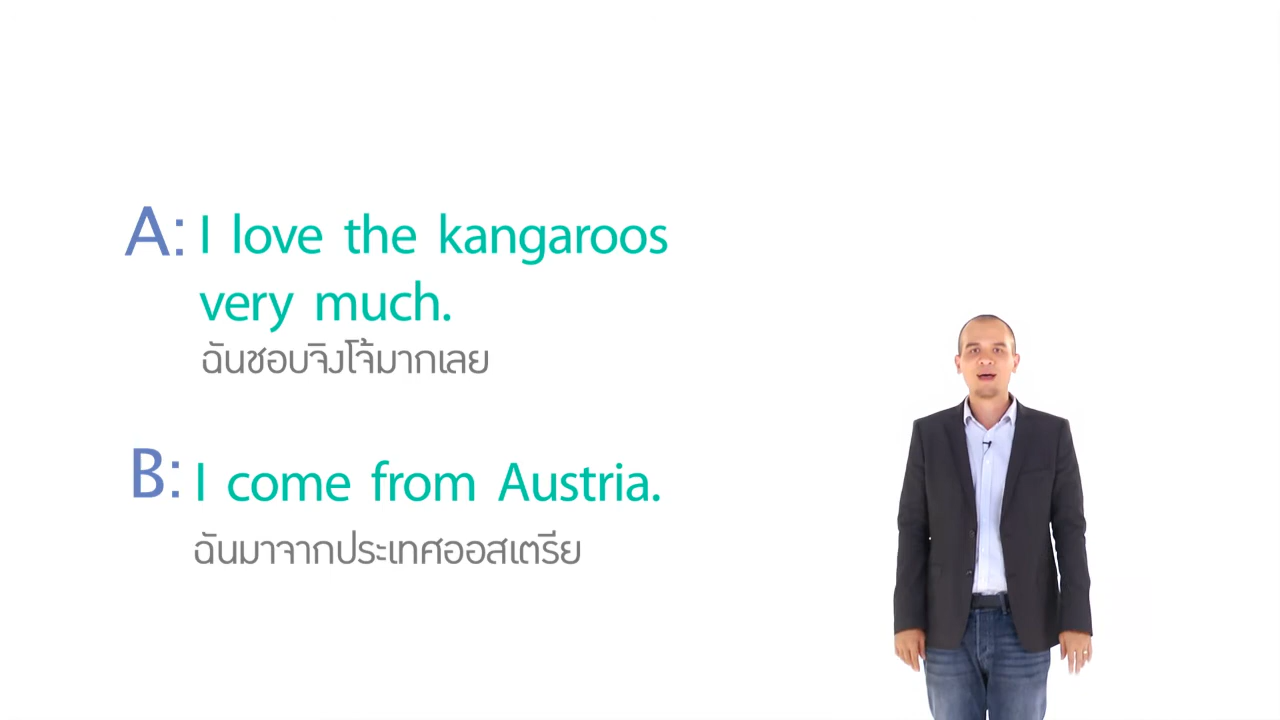 A: I love the kangaroos
very much.
ฉันชอบจิงโจ้มากเลย
B: I come from Austria.
ฉันมาจากประเทศออสเตรีย